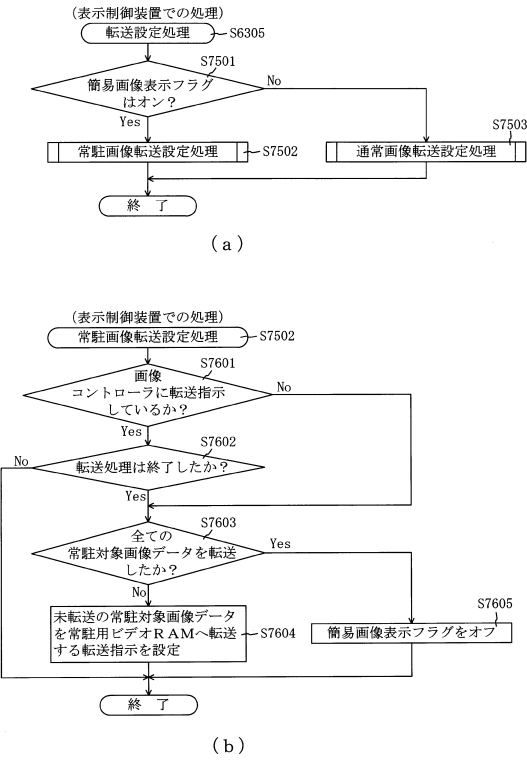 (表示制御装置での処理)
転送設定処理
S6305
S7501
簡易画像表示フラグ
はオン？
No
Yes
S7503
常駐画像転送設定処理
S7502
通常画像転送設定処理
終　了
(a)
(表示制御装置での処理)
常駐画像転送設定処理
S7502
S7601
画像
コントローラに転送指示
しているか？
No
Yes
S7602
No
転送処理は終了したか？
Yes
S7603
全ての
常駐対象画像データを転送
したか？
Yes
No
S7605
未転送の常駐対象画像データ
を常駐用ビデオＲＡＭへ転送
する転送指示を設定
S7604
簡易画像表示フラグをオフ
終　了
(b)